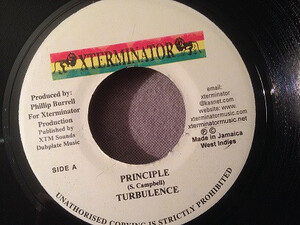 XTERMINATOR
Produced by:
Phillip Burrell
For Xterminator
Production
Published by
XTM Sounds
Dubplate Music
SIDE A
email:
xterminator
@kasnet.com
website:
xterminatormusic.net
Made in Jamaica
West Indies
PRINCIPLE
(S. Campbell)
TURBULENCE
UNATHORISED COPYING IS STRICTLY PROHIBITED